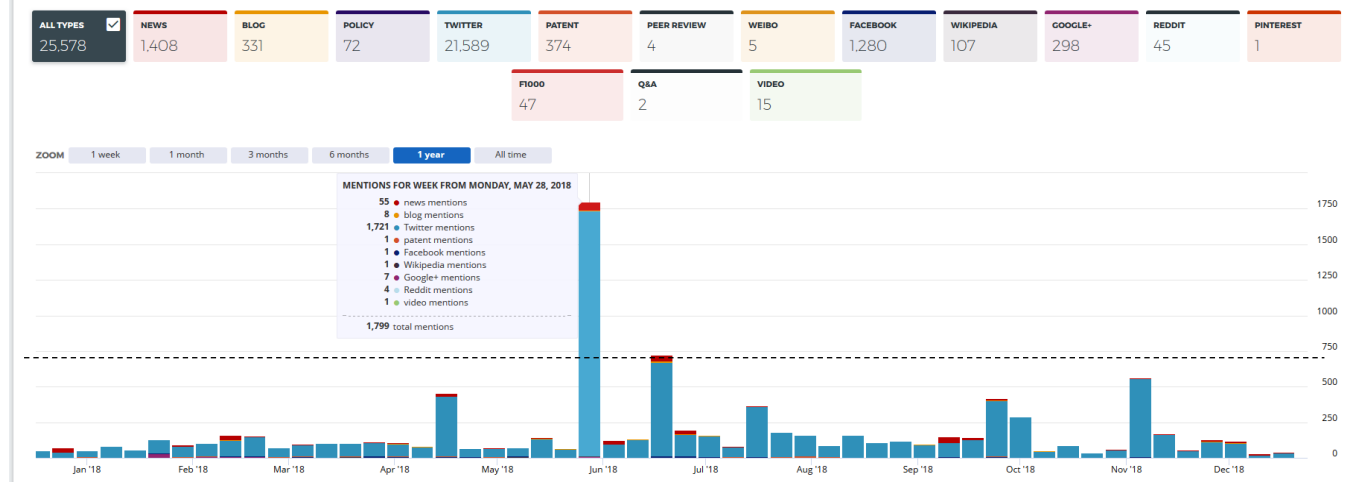 ALL TYPES NEWS BLOG POLICY TWITTER PATENT PEER REVIEW WEIBO FACEBOOK WIKIPEDIA GOOGLE+ REDDIT PINTEREST
25,578 1,408 331 72 21,589 374 4 5 1,280 107 298 45 1
F1000 Q&A VIDEO
47 2 15
ZOOM 1 week 1 month 3 months 6 months 1 year All time
MENTIONS FOR WEEK FROM MONDAY, MAY 28, 2018
55 news mentions
8 blog mentions
1,721 Twitter mentions
1 patent mentions
1 Facebook mentions
1 Wikipedia mentions
7 Google+ mentions
4 Reddit mentions
1 video mentions
1,799 total mentions
1750
1500
1250
1000
750
500
250
0
Jan '18 Feb '18 Mar '18 Apr '18 May '18 Jun '18 Jul '18 Aug '18 Sep '18 Oct '18 Nov '18 Dec '18